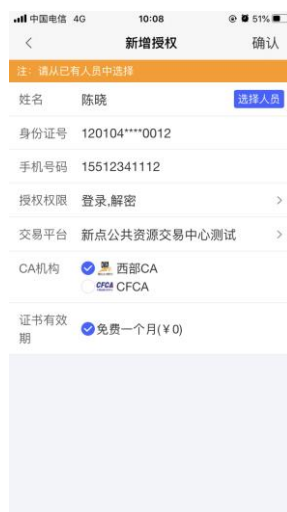 中国电信 4G 10:08 51%
新增授权 确认
注：请从已有人员中选择
姓名 陈晓 选择人员
身份证号 120104****0012
手机号码 15512341112
授权权限 登录,解密
交易平台 新点公共资源交易中心测试
CA机构 西部CA
CFCA CFCA
证书有效期 免费一个月(¥0)